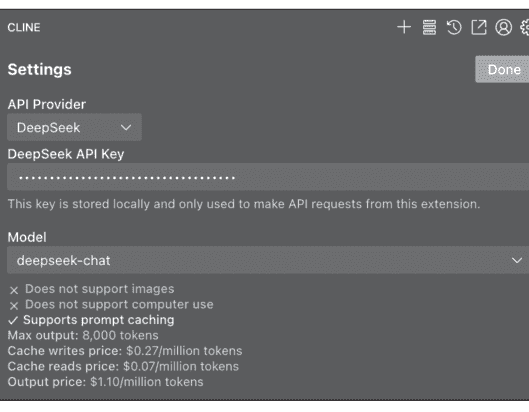 CLINE
Settings
Done
API Provider
DeepSeek
DeepSeek API Key
•••••••••••••••••••••••••••••••••••
This key is stored locally and only used to make API requests from this extension.
Model
deepseek-chat
× Does not support images
× Does not support computer use
✓ Supports prompt caching
Max output: 8,000 tokens
Cache writes price: $0.27/million tokens
Cache reads price: $0.07/million tokens
Output price: $1.10/million tokens